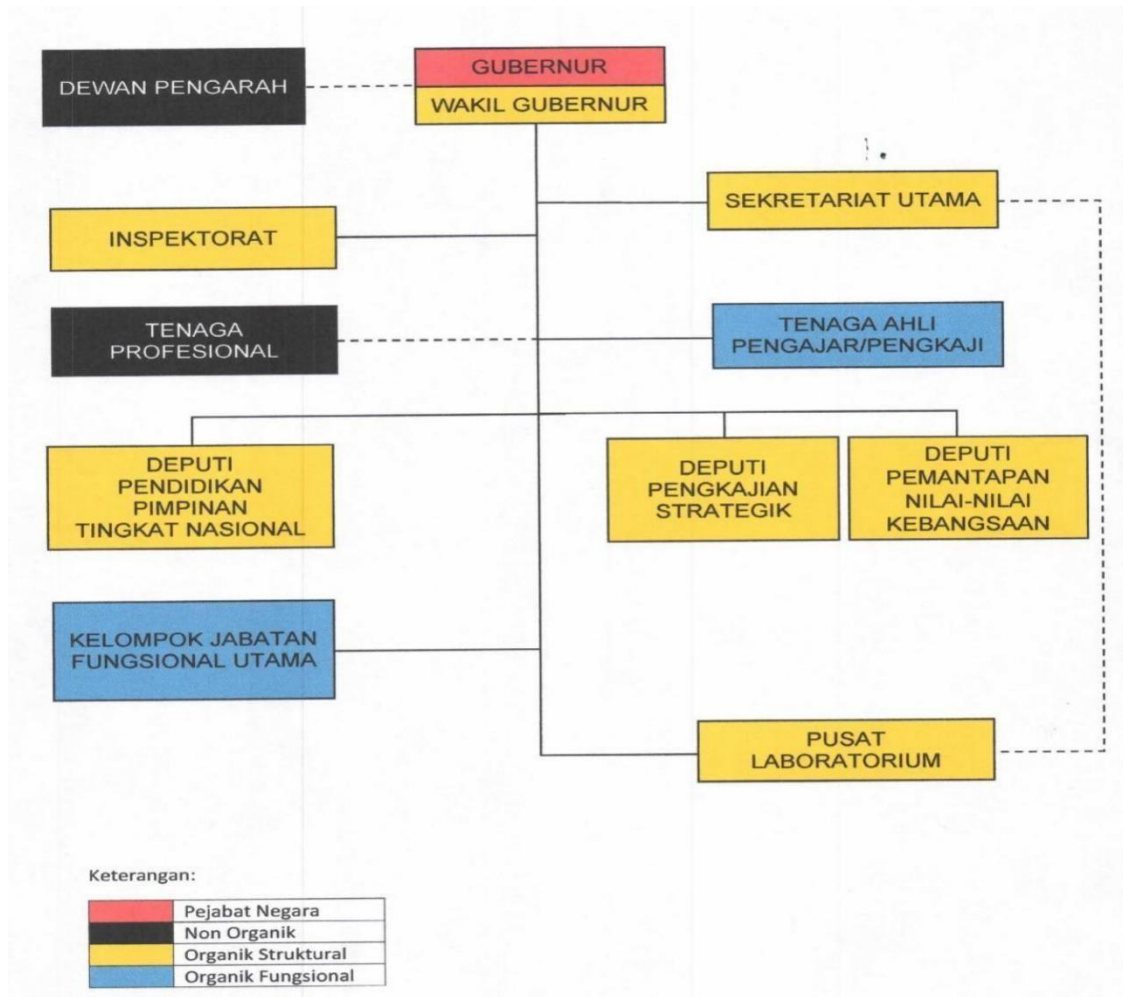 DEWAN PENGARAH
GUBERNUR
WAKIL GUBERNUR
1.
SEKRETARIAT UTAMA
INSPEKTORAT
TENAGA
PROFESIONAL
TENAGA AHLI
PENGAJAR/PENGKAJI
DEPUTI
PENDIDIKAN
PIMPINAN
TINGKAT NASIONAL
DEPUTI
PENGKAJIAN
STRATEGIK
DEPUTI
PEMANTAPAN
NILAI-NILAI
KEBANGSAAN
KELOMPOK JABATAN
FUNGSIONAL UTAMA
PUSAT
LABORATORIUM
Keterangan:
Pejabat Negara
Non Organik
Organik Struktural
Organik Fungsional